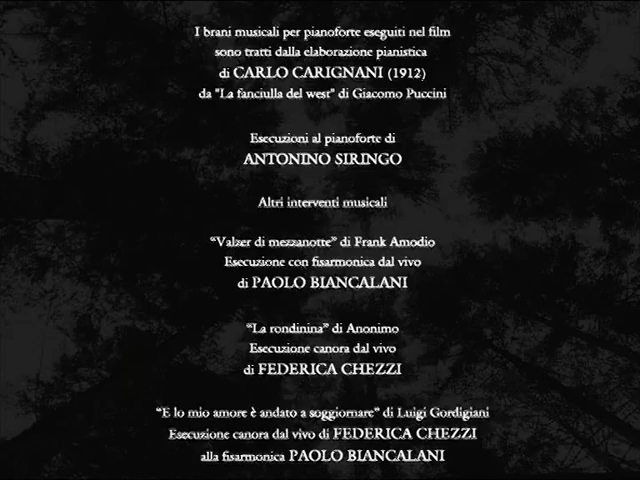 I brani musicali per pianoforte eseguiti nel film
sono tratti dalla elaborazione pianistica
di CARLO CARIGNANI (1912)
da "La fanciulla del west" di Giacomo Puccini
Esecuzioni al pianoforte di
ANTONINO SIRINGO
Altri interventi musicali
“Valzer di mezzanotte” di Frank Amodio
Esecuzione con fisarmonica dal vivo
di PAOLO BIANCALANI
“La rondinina” di Anonimo
Esecuzione canora dal vivo
di FEDERICA CHEZZI
“E lo mio amore è andato a soggiornare” di Luigi Gordigiani
Esecuzione canora dal vivo di FEDERICA CHEZZI
alla fisarmonica PAOLO BIANCALANI